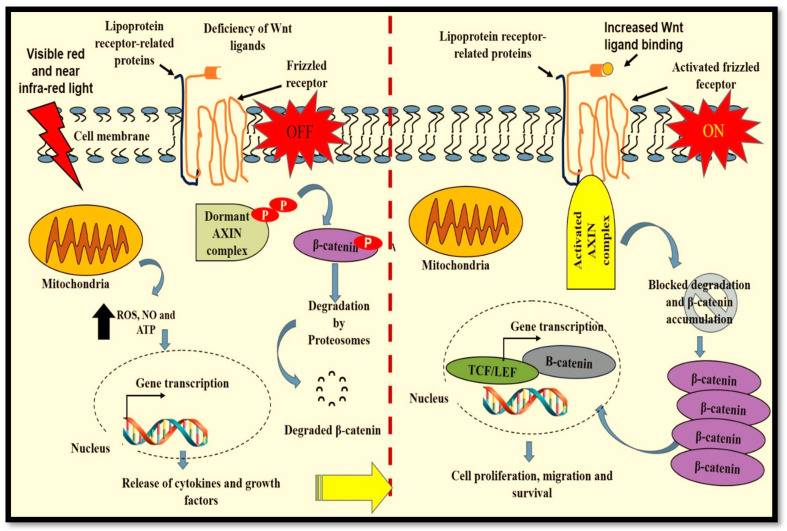 Visible red
and near
infra-red light
Lipoprotein
receptor-related
proteins
Deficiency of Wnt
ligands
Frizzled
receptor
Cell membrane
OFF
Dormant
AXIN
complex
P
P
β-catenin
P
Mitochondria
ROS, NO and
ATP
Degradation
by
Proteosomes
Gene transcription
Nucleus
Degraded β-catenin
Release of cytokines and growth
factors
Lipoprotein receptor-
related proteins
Increased Wnt
ligand binding
Activated frizzled
feceptor
ON
Mitochondria
Activated
AXIN
complex
Blocked degradation
and β-catenin
accumulation
Gene transcription
TCF/LEF
B-catenin
Nucleus
β-catenin
β-catenin
β-catenin
β-catenin
Cell proliferation, migration and
survival